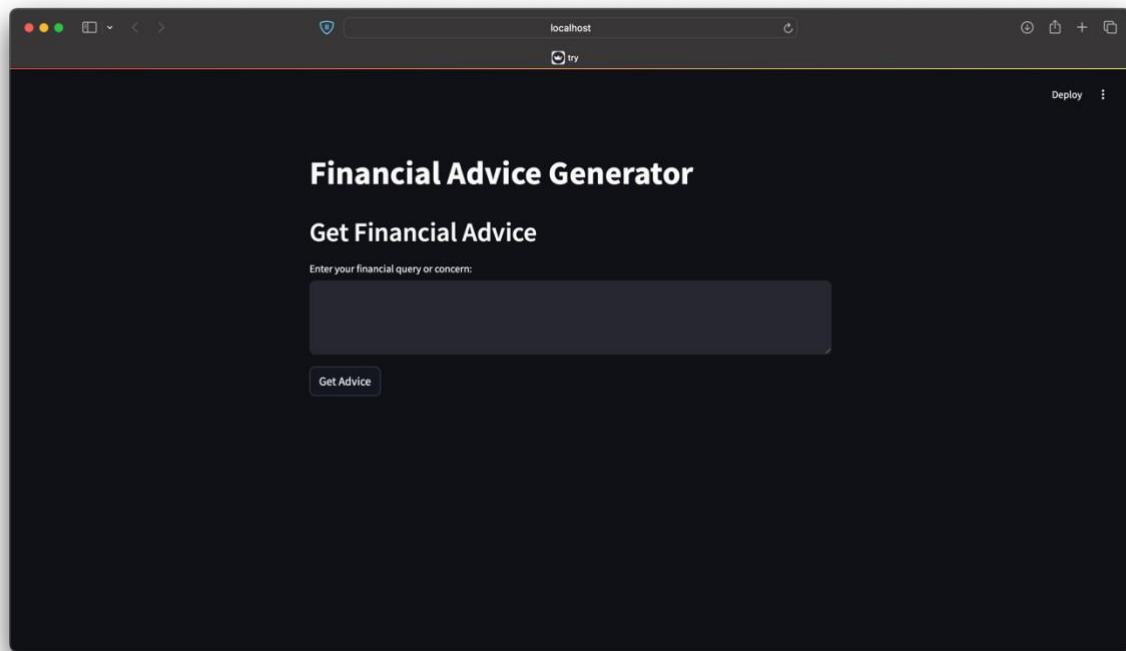 localhost
try
Deploy
Financial Advice Generator
Get Financial Advice
Enter your financial query or concern:
Get Advice